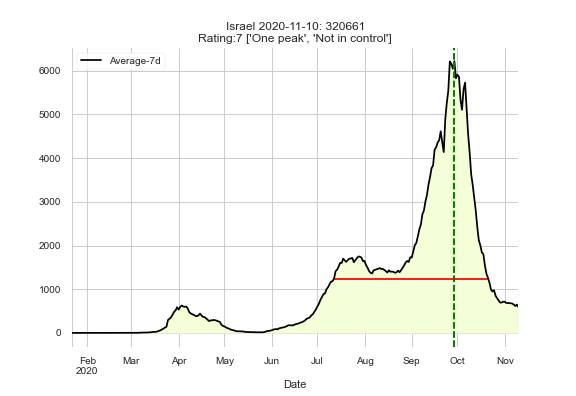 Israel 2020-11-10: 320661
Rating:7 ['One peak', 'Not in control']
Average-7d
6000
5000
4000
3000
2000
1000
0
Feb Mar Apr May Jun Jul Aug Sep Oct Nov
2020
Date